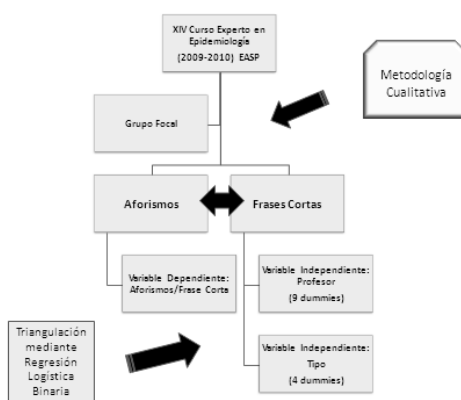 XIV Curso Experto en
Epidemiología
(2009-2010) EASP
Metodología
Cualitativa
Grupo Focal
Aforismos
Frases Cortas
Variable Dependiente:
Aforismos/Frase Corta
Variable Independiente:
Profesor
(9 dummies)
Variable Independiente:
Tipo
(4 dummies)
Triangulación
mediante
Regresión
Logística
Binaria